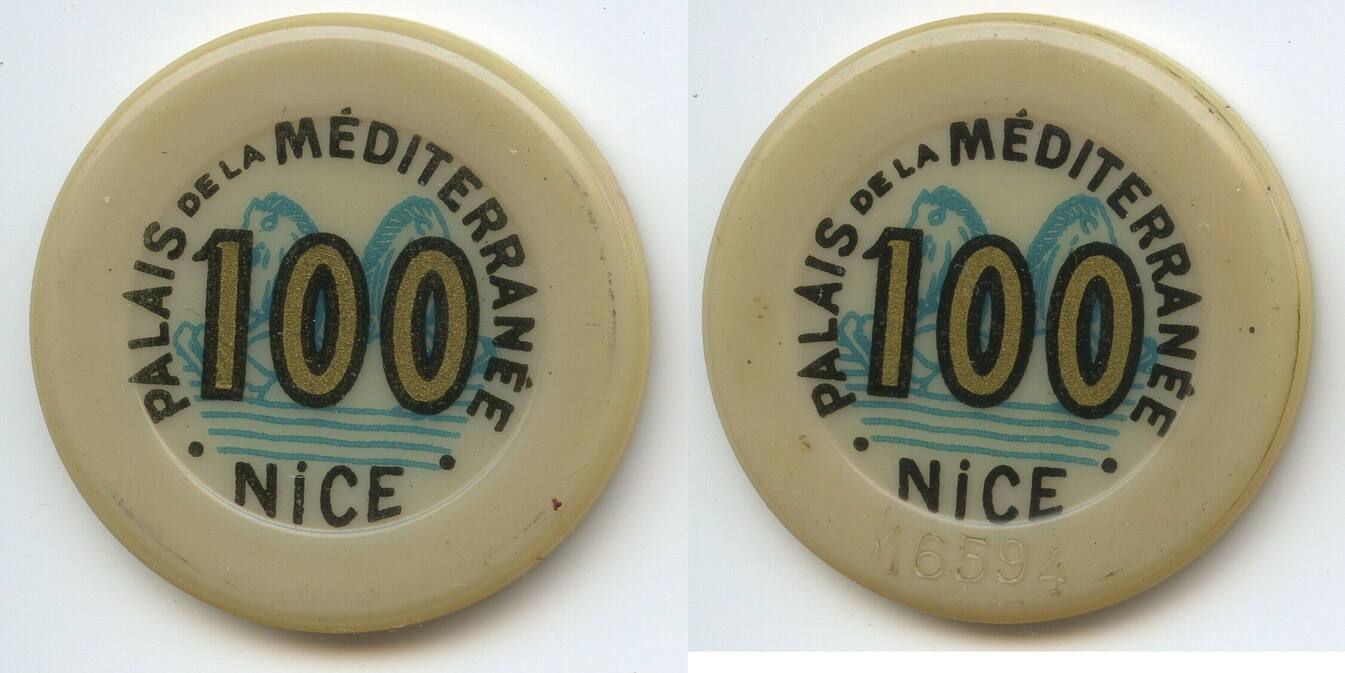 PALAIS DE LA MÉDITERRANÉE
100
• NiCE •
PALAIS DE LA MÉDITERRANÉE
100
• NiCE •
16594